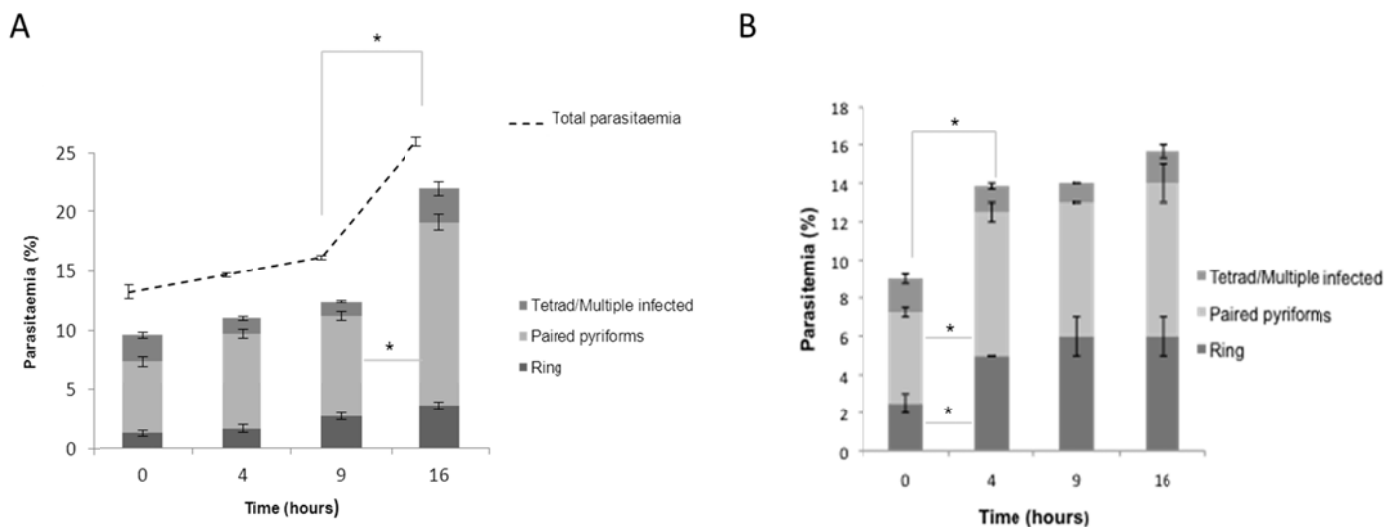 A
*
Total parasitaemia
25
20
15
10
5
0
Parasitaemia (%)
*
Tetrad/Multiple infected
Paired pyriforms
Ring
0 4 9 16
Time (hours)
B
18
16
14
12
10
8
6
4
2
0
Parasitemia (%)
*
*
*
Tetrad/Multiple infected
Paired pyriforms
Ring
0 4 9 16
Time (hours)